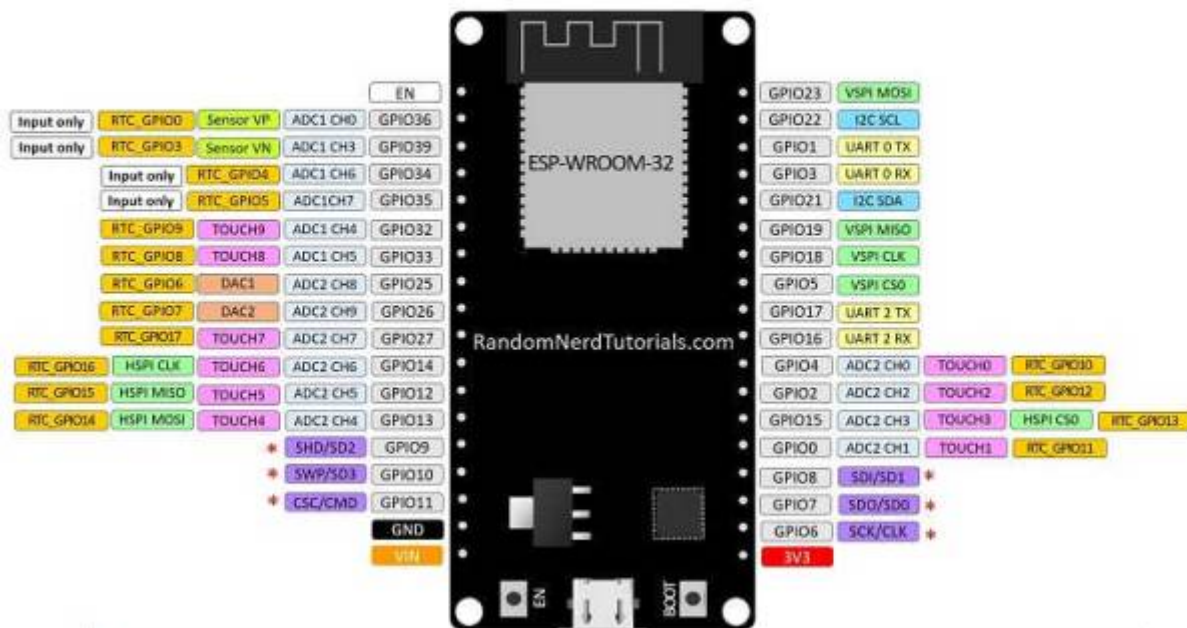 EN
Input only RTC_GPIO0 Sensor VP ADC1 CH0 GPIO36
Input only RTC_GPIO3 Sensor VN ADC1 CH3 GPIO39
Input only RTC_GPIO4 ADC1 CH6 GPIO34
Input only RTC_GPIO5 ADC1CH7 GPIO35
RTC_GPIO9 TOUCH9 ADC1 CH4 GPIO32
RTC_GPIO8 TOUCH8 ADC1 CH5 GPIO33
RTC_GPIO6 DAC1 ADC2 CH8 GPIO25
RTC_GPIO7 DAC2 ADC2 CH9 GPIO26
RTC_GPIO17 TOUCH7 ADC2 CH7 GPIO27
RTC_GPIO16 HSPI CLK TOUCH6 ADC2 CH6 GPIO14
RTC_GPIO15 HSPI MISO TOUCH5 ADC2 CH5 GPIO12
RTC_GPIO14 HSPI MOSI TOUCH4 ADC2 CH4 GPIO13
* SHD/SD2 GPIO9
* SWP/SD3 GPIO10
* CSC/CMD GPIO11
GND
VIN
ESP-WROOM-32
RandomNerdTutorials.com
EN
BOOT
GPIO23 VSPI MOSI
GPIO22 I2C SCL
GPIO1 UART 0 TX
GPIO3 UART 0 RX
GPIO21 I2C SDA
GPIO19 VSPI MISO
GPIO18 VSPI CLK
GPIO5 VSPI CS0
GPIO17 UART 2 TX
GPIO16 UART 2 RX
GPIO4 ADC2 CH0 TOUCH0 RTC_GPIO10
GPIO2 ADC2 CH2 TOUCH2 RTC_GPIO12
GPIO15 ADC2 CH3 TOUCH3 HSPI CS0 RTC_GPIO13
GPIO0 ADC2 CH1 TOUCH1 RTC_GPIO11
GPIO8 SDI/SD1 *
GPIO7 SDO/SD0 *
GPIO6 SCK/CLK *
3V3